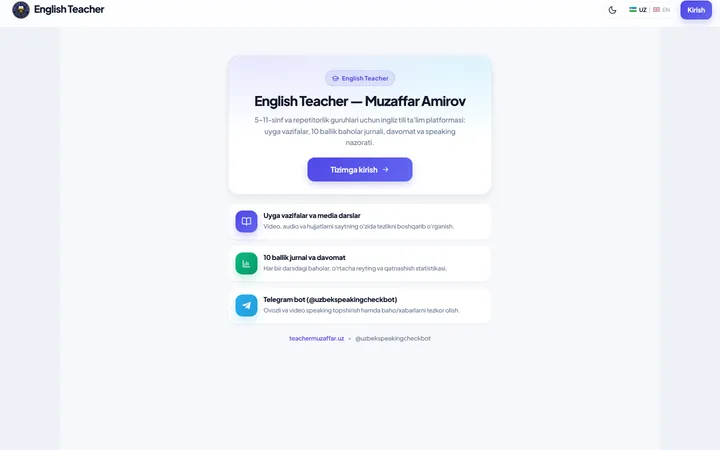 English Teacher
UZ | EN
Kirish
English Teacher
English Teacher — Muzaffar Amirov
5–11-sinf va repetitorlik guruhlari uchun ingliz tili ta'lim platformasi:
uyga vazifalar, 10 ballik baholar jurnali, davomat va speaking
nazorati.
Tizimga kirish →
Uyga vazifalar va media darslar
Video, audio va hujjatlarni saytning o'zida tezlikni boshqarib o'rganish.
10 ballik jurnal va davomat
Har bir darsdagi baholar, o'rtacha reyting va qatnashish statistikasi.
Telegram bot (@uzbekspeakingcheckbot)
Ovozli va video speaking topshirish hamda baho/xabarlarni tezkor olish.
teachermuzaffar.uz • @uzbekspeakingcheckbot